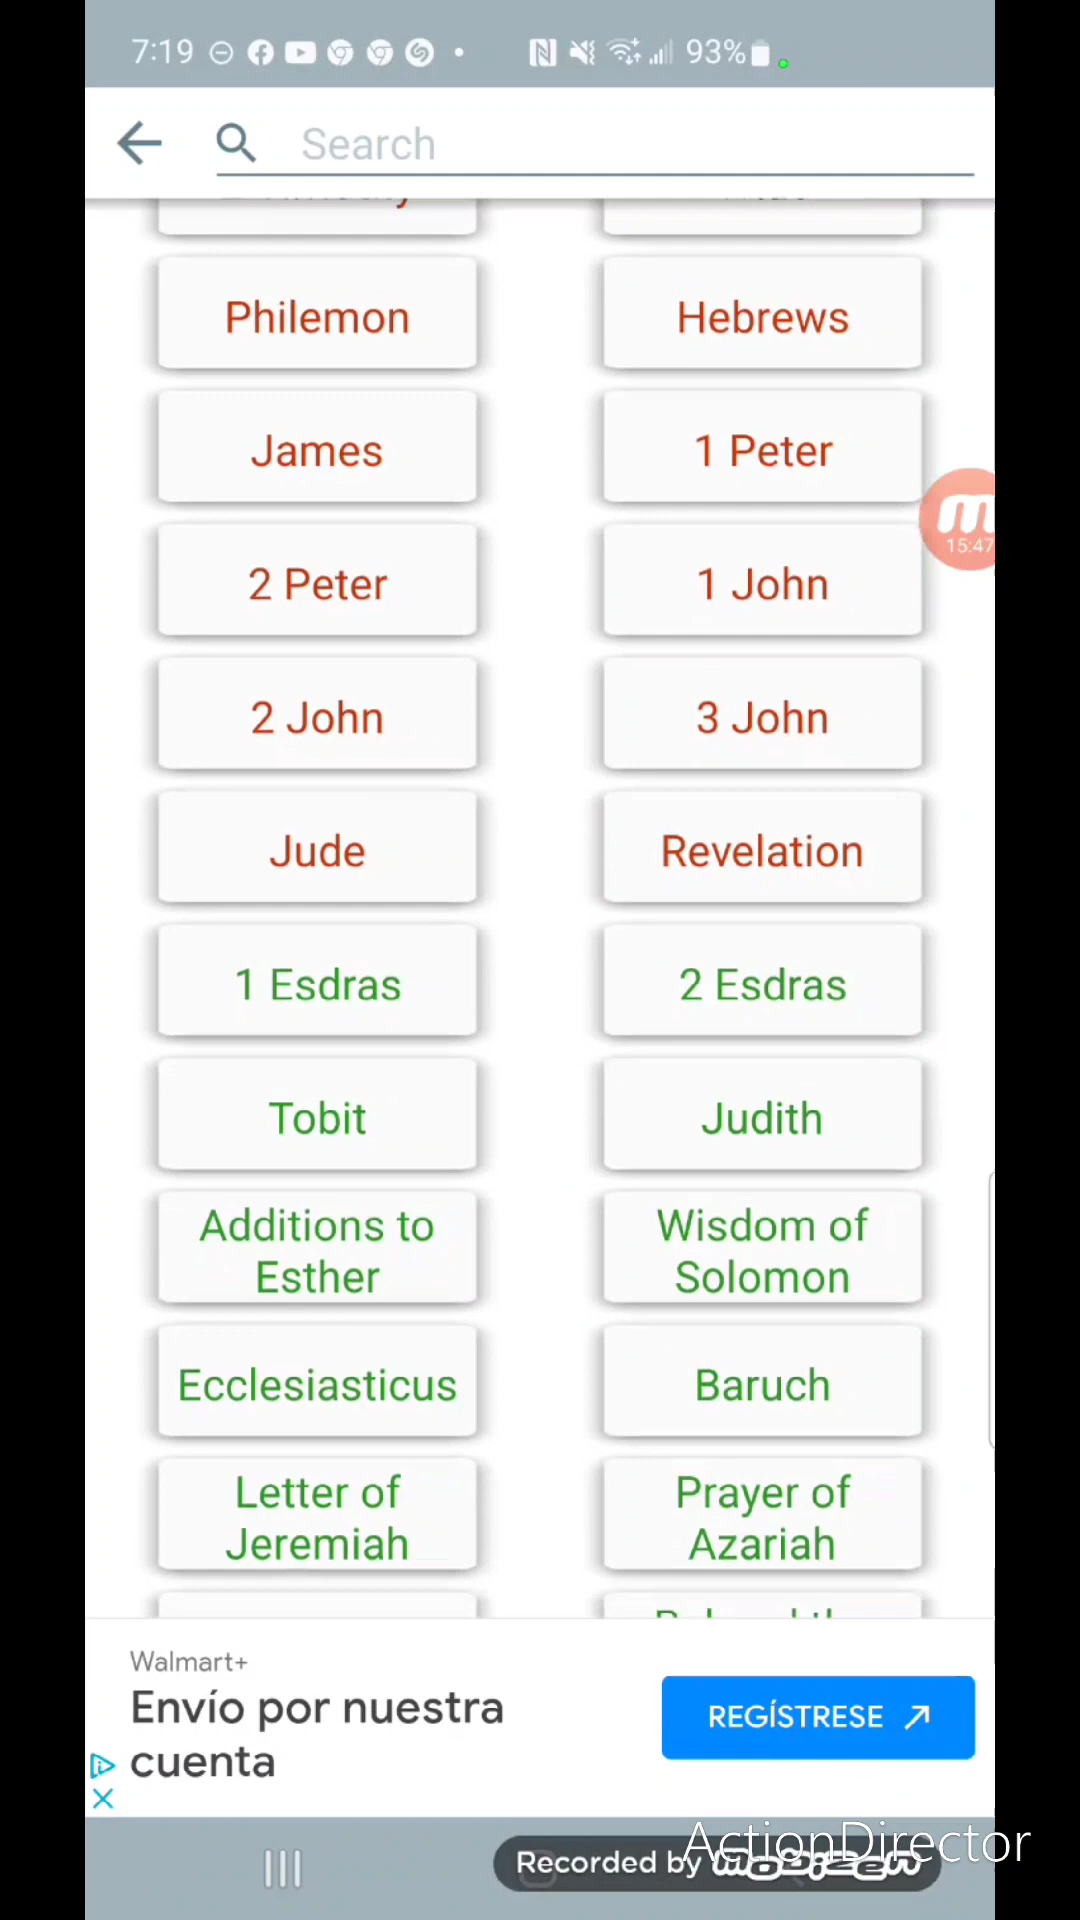 7:19
93%
Search
Philemon
Hebrews
James
1 Peter
15:47
2 Peter
1 John
2 John
3 John
Jude
Revelation
1 Esdras
2 Esdras
Tobit
Judith
Additions to
Esther
Wisdom of
Solomon
Ecclesiasticus
Baruch
Letter of
Jeremiah
Prayer of
Azariah
Walmart+
Envío por nuestra
cuenta
REGÍSTRESE
ActionDirector
Recorded by mobizen